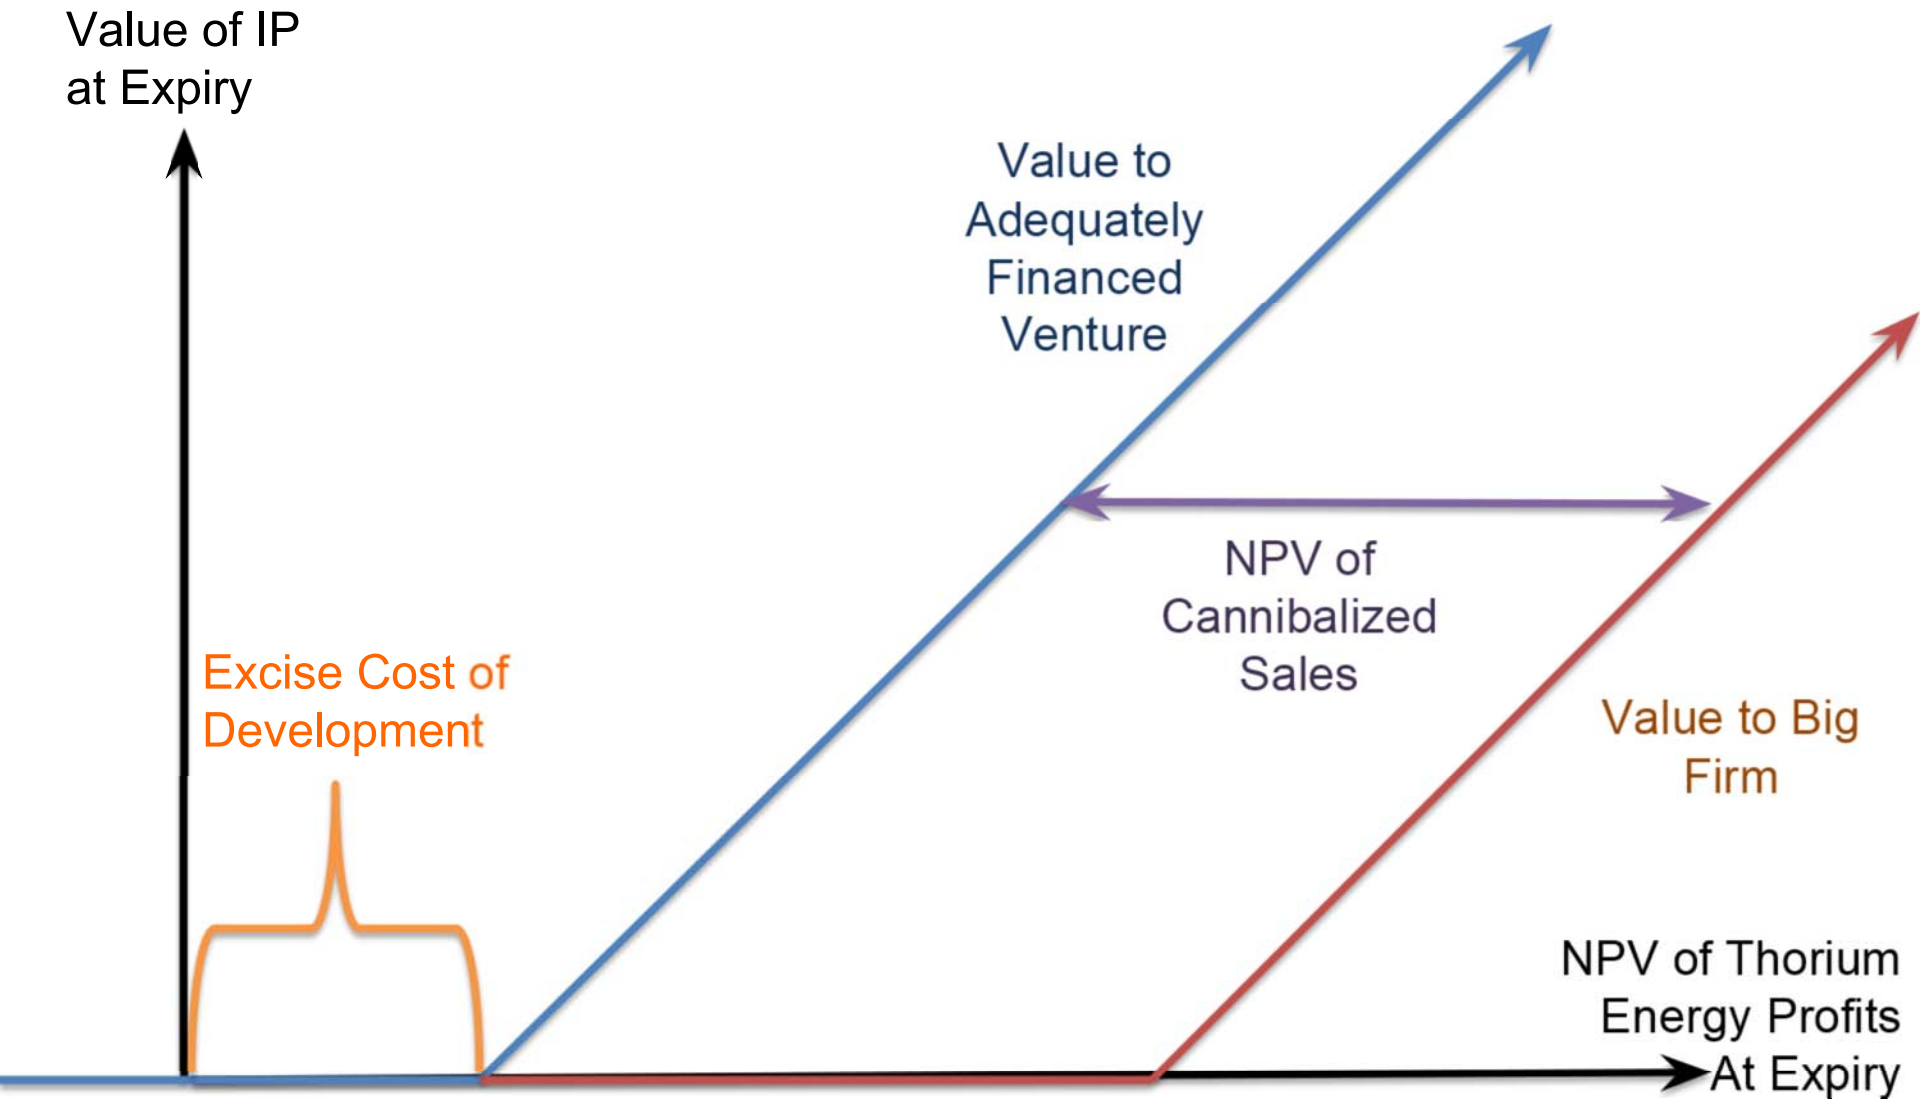 Value of IP
at Expiry
Value to
Adequately
Financed
Venture
NPV of
Cannibalized
Sales
Excise Cost of
Development
Value to Big
Firm
NPV of Thorium
Energy Profits
At Expiry